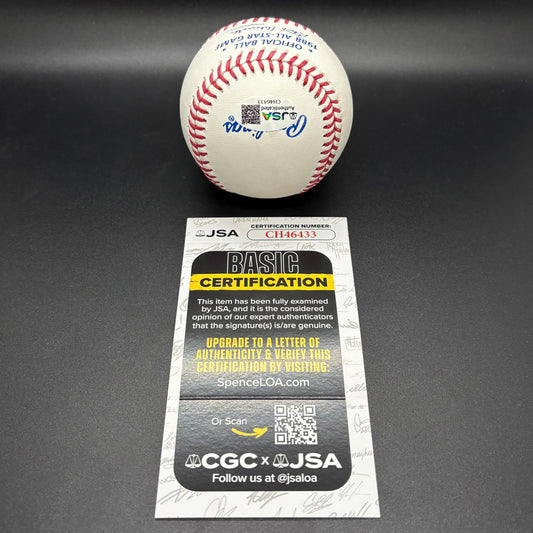 OFFICIAL BALL
1988 ALL-STAR GAME
JSA
Authenticated
CH46433
JSA
CERTIFICATION NUMBER:
CH46433
BASIC
CERTIFICATION
This item has been fully examined
by JSA, and it is the considered
opinion of our expert authenticators
that the signature(s) is/are genuine.
UPGRADE TO A LETTER OF
AUTHENTICITY & VERIFY THIS
CERTIFICATION BY VISITING:
SpenceLOA.com
Or Scan
CGC x JSA
Follow us at @jsaloa